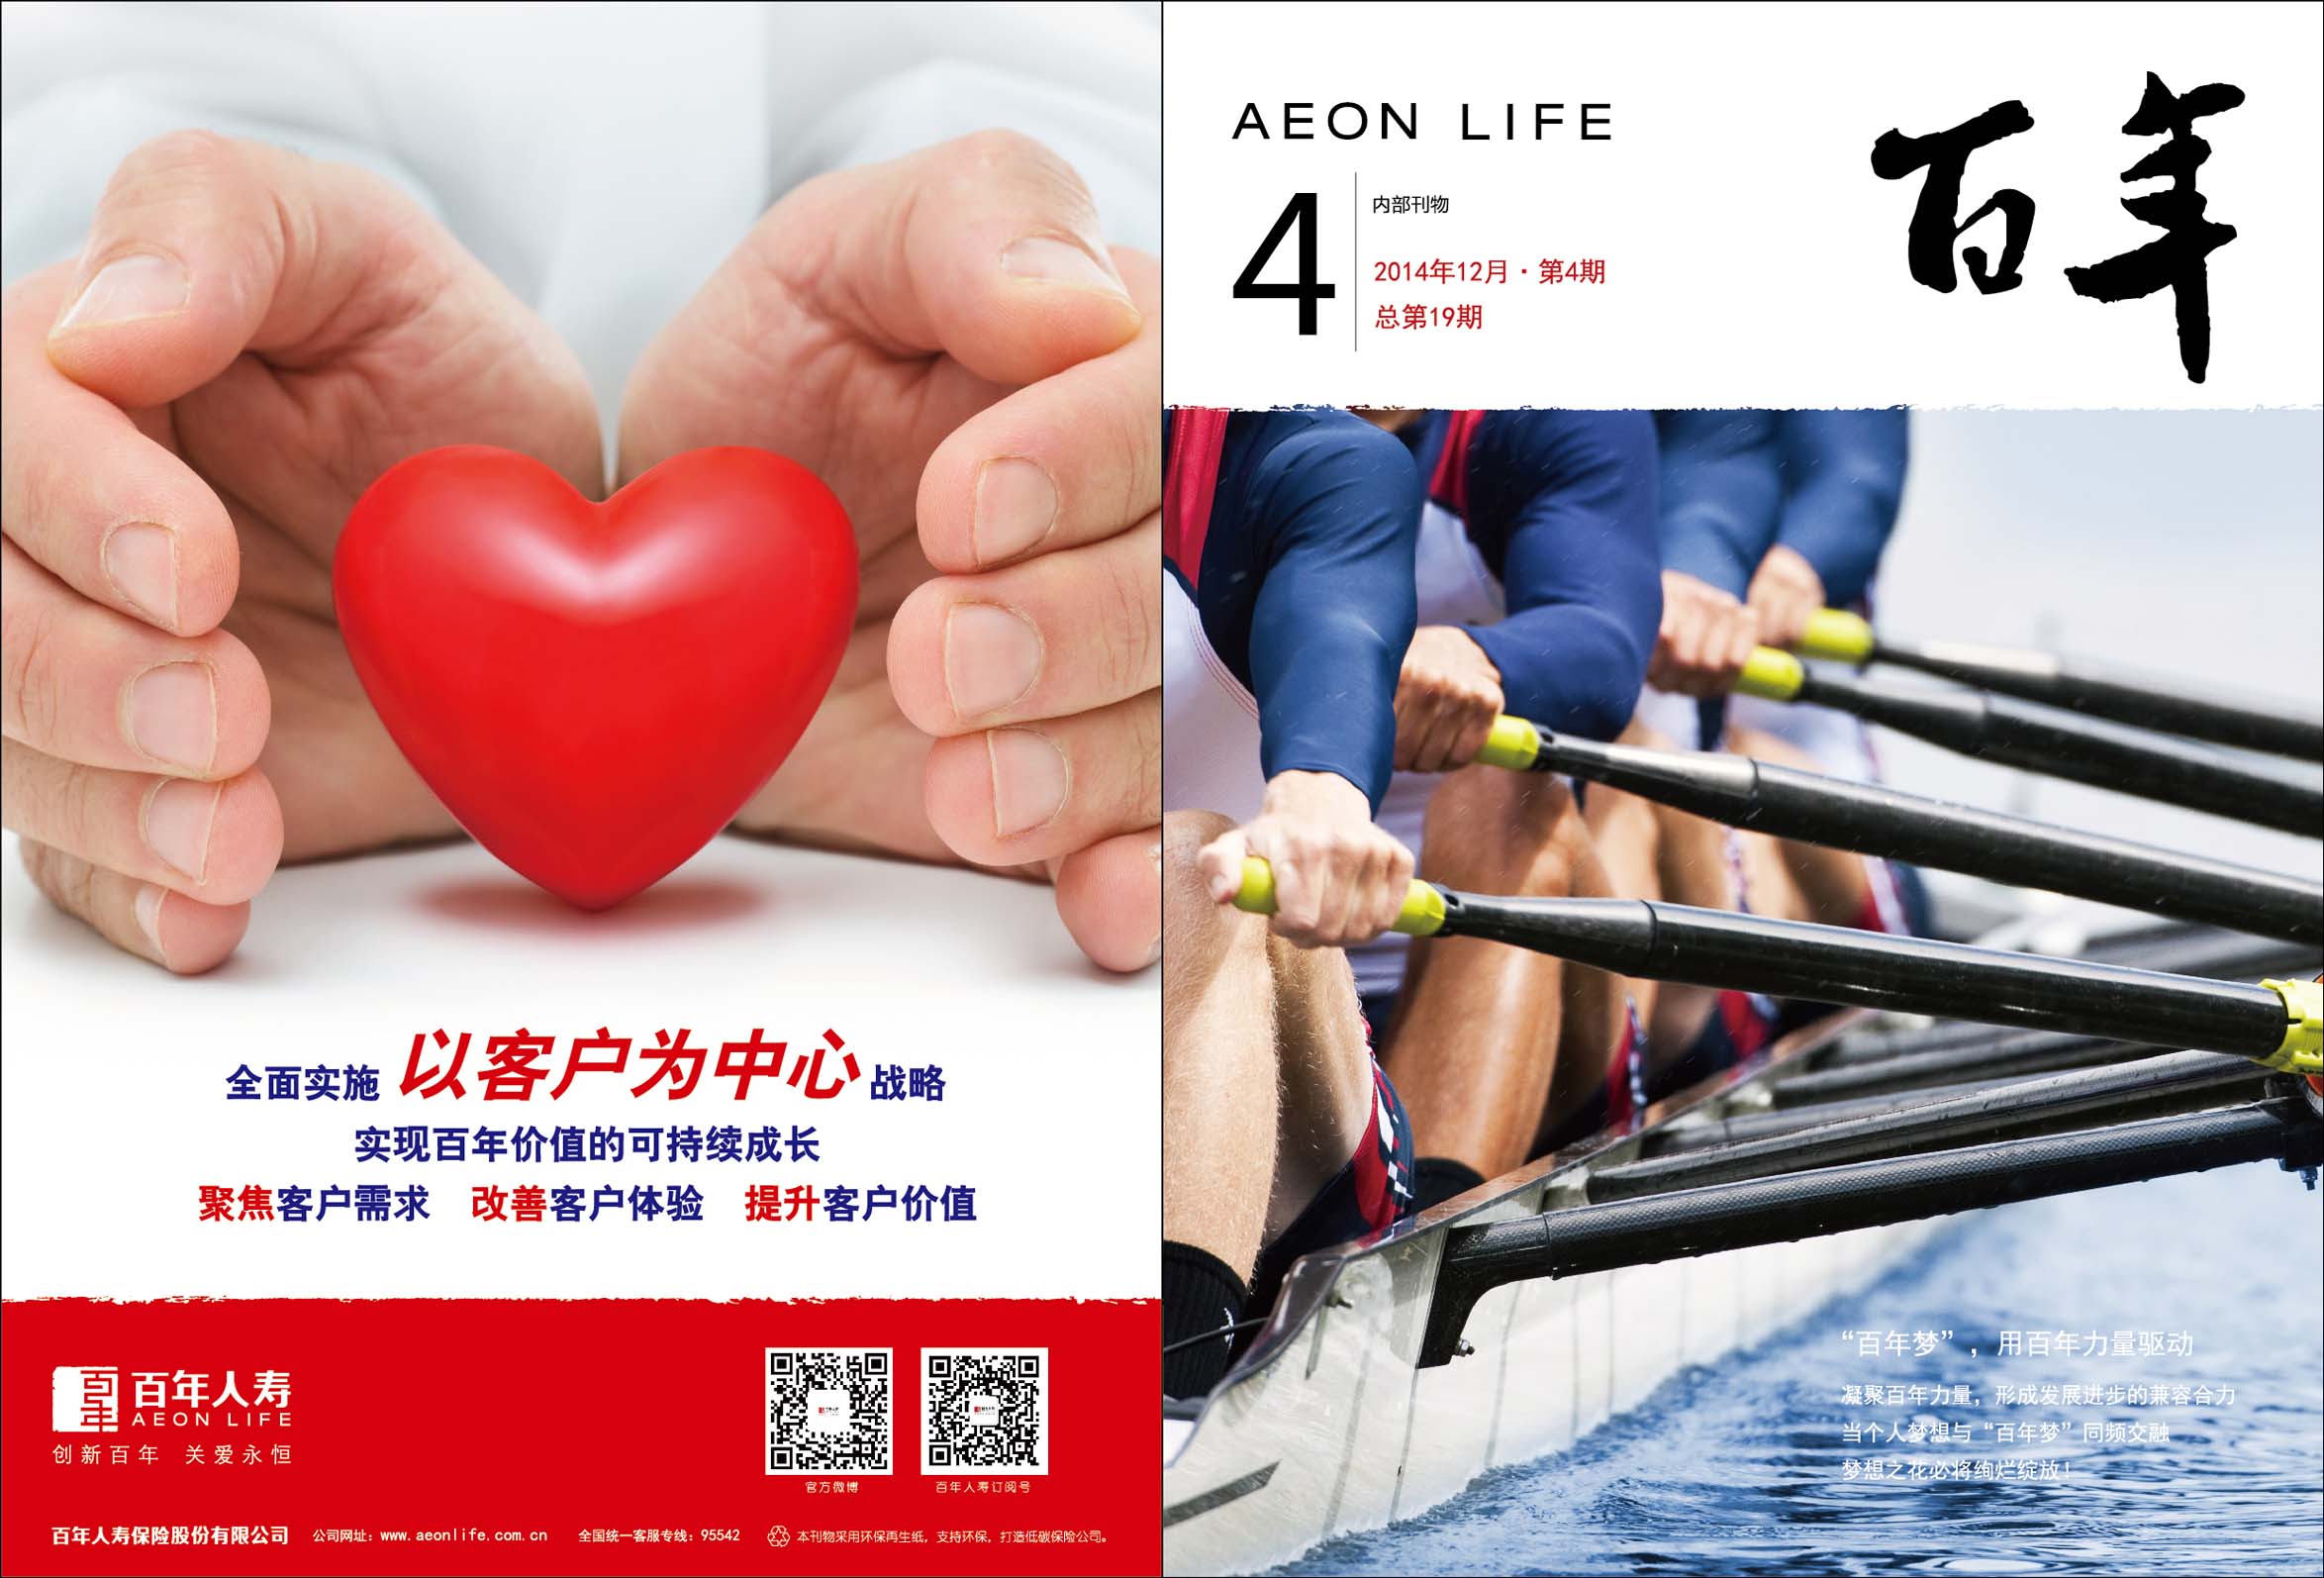 全面实施 以客户为中心 战略
实现百年价值的可持续成长
聚焦客户需求 改善客户体验 提升客户价值
百年
百年人寿
AEON LIFE
创新百年 关爱永恒
官方微博
百年人寿订阅号
百年人寿保险股份有限公司 公司网址：www.aeonlife.com.cn 全国统一客服专线：95542 本刊物采用环保再生纸，支持环保，打造低碳保险公司。
AEON LIFE
百年
4
内部刊物
2014年12月·第4期
总第19期
“百年梦”，用百年力量驱动
凝聚百年力量，形成发展进步的兼容合力
当个人梦想与“百年梦”同频交融
梦想之花必将绚烂绽放！